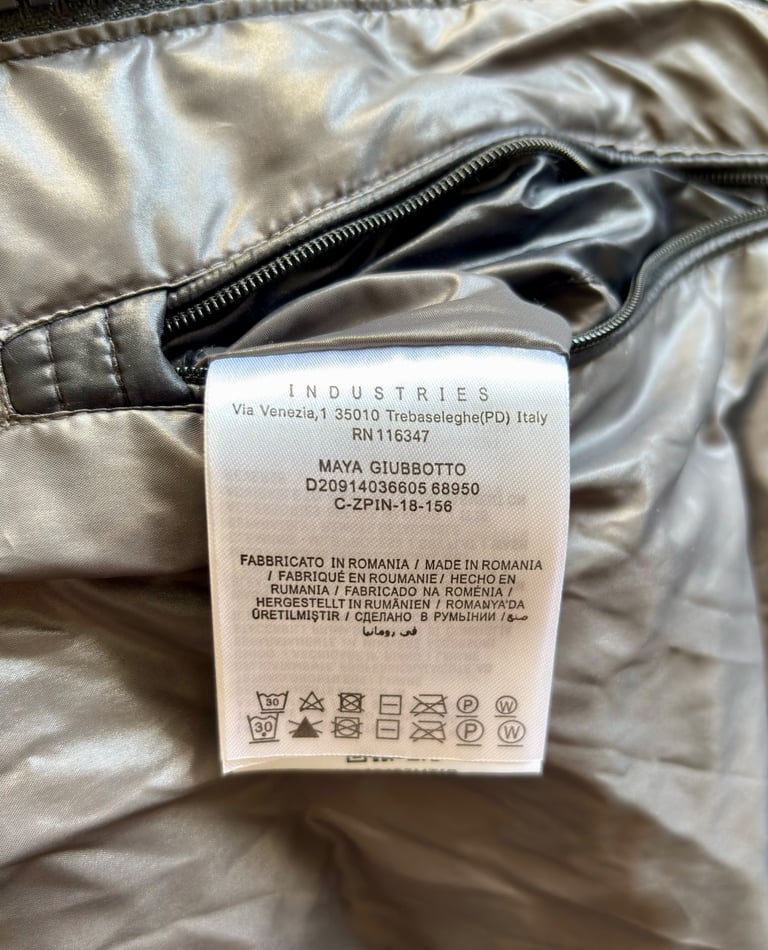 INDUSTRIES
Via Venezia,1 35010 Trebaseleghe(PD) Italy
RN 116347
MAYA GIUBBOTTO
D20914036605 68950
C-ZPIN-18-156
FABBRICATO IN ROMANIA / MADE IN ROMANIA
/ FABRIQUÉ EN ROUMANIE / HECHO EN
RUMANIA / FABRICADO NA ROMÉNIA /
HERGESTELLT IN RUMÄNIEN / ROMANYA'DA
ÜRETILMIŞTIR / СДЕЛАНО В РУМЫНИИ / صنع
في رومانيا
30 P W
30 P W